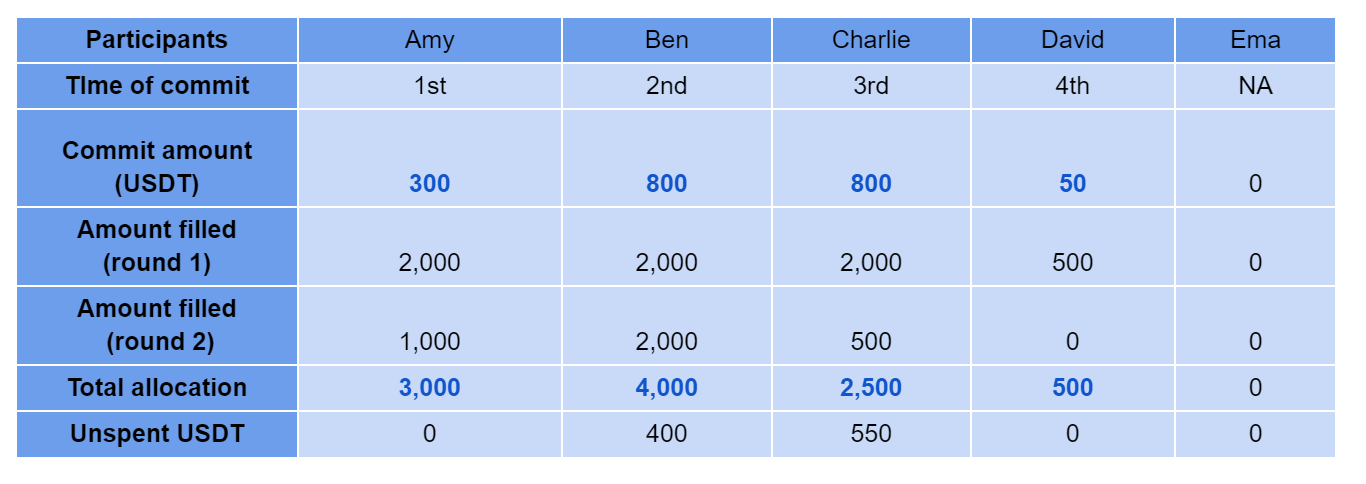 Participants Amy Ben Charlie David Ema
TIme of commit 1st 2nd 3rd 4th NA
Commit amount
(USDT) 300 800 800 50 0
Amount filled
(round 1) 2,000 2,000 2,000 500 0
Amount filled
(round 2) 1,000 2,000 500 0 0
Total allocation 3,000 4,000 2,500 500 0
Unspent USDT 0 400 550 0 0